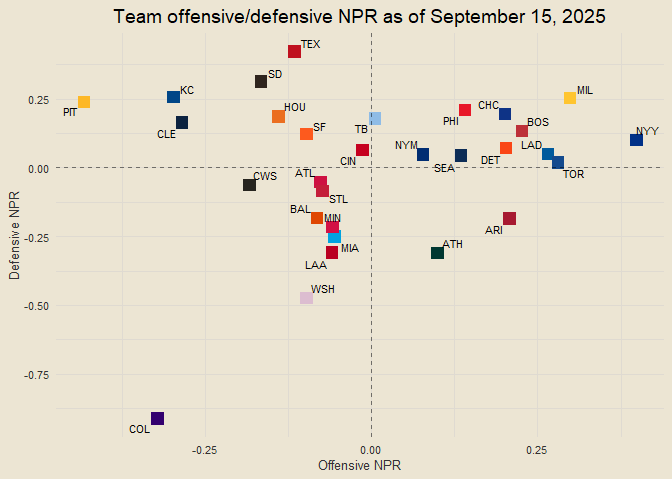 Team offensive/defensive NPR as of September 15, 2025
TEX
SD
MIL
KC
PIT
HOU
CHC
PHI
BOS
SF
TB
NYY
CLE
NYM
LAD
CIN
DET
SEA
TOR
ATL
CWS
STL
BAL
MIN
ARI
MIA
ATH
LAA
WSH
COL
0.25
0.00
-0.25
-0.50
-0.75
Defensive NPR
-0.25
0.00
0.25
Offensive NPR